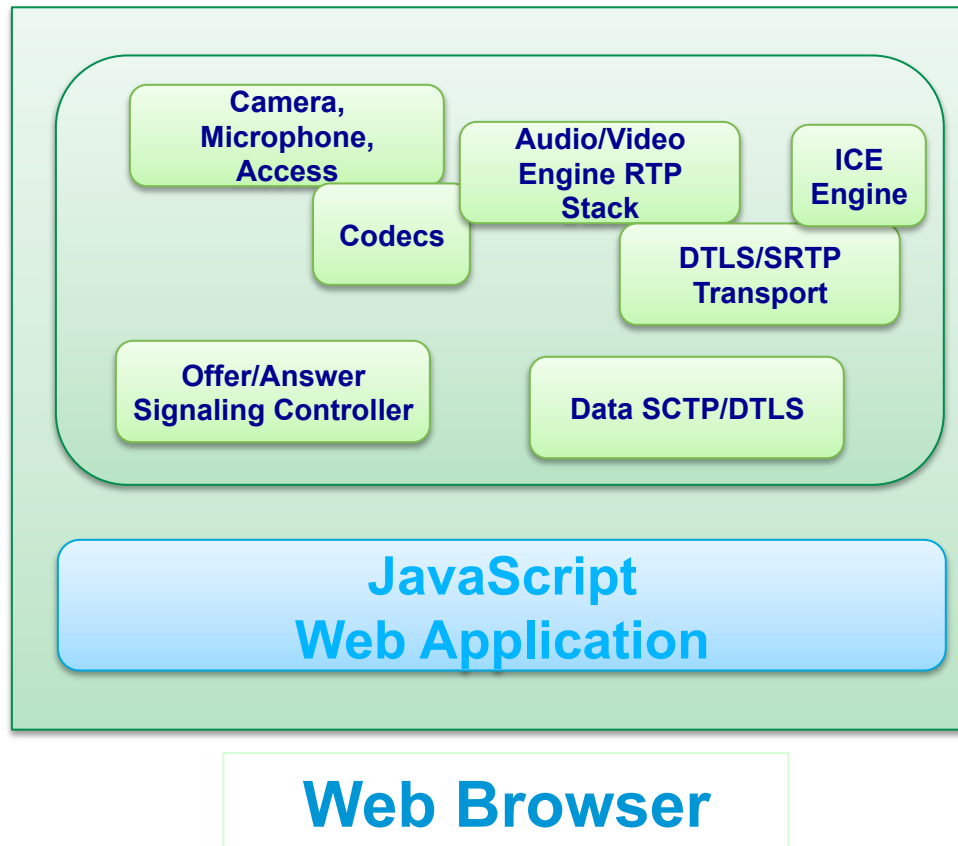 Camera,
Microphone,
Access
Audio/Video
Engine RTP
Stack
ICE
Engine
Codecs
DTLS/SRTP
Transport
Offer/Answer
Signaling Controller
Data SCTP/DTLS
JavaScript
Web Application
Web Browser